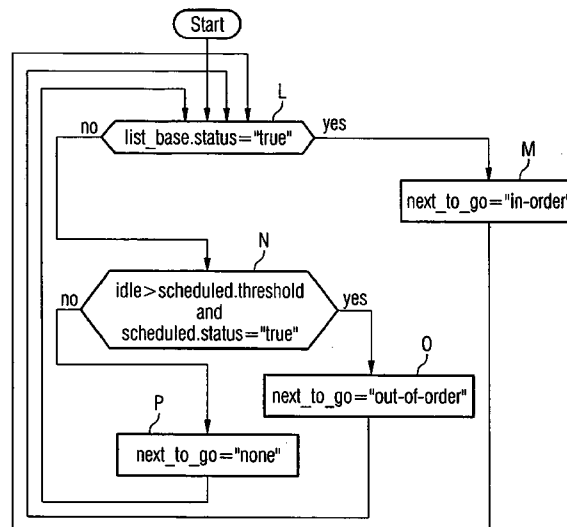 Start
L
no
list_base.status="true"
yes
M
next_to_go="in-order"
N
no
idle>scheduled.threshold
and
scheduled.status="true"
yes
O
next_to_go="out-of-order"
P
next_to_go="none"